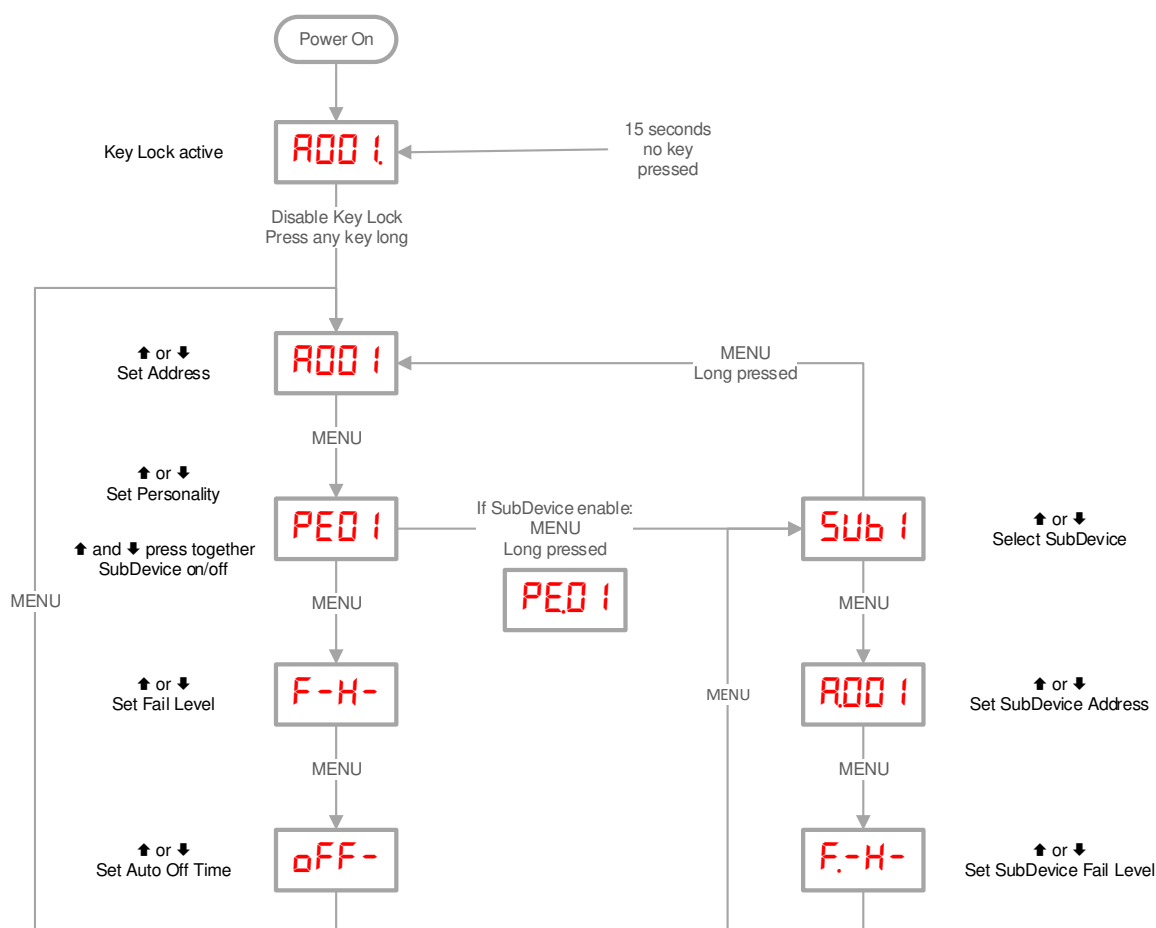 Power On
Key Lock active
A001.
15 seconds
no key
pressed
Disable Key Lock
Press any key long
⬆ or ⬇
Set Address
A001
MENU
Long pressed
MENU
⬆ or ⬇
Set Personality
⬆ and ⬇ press together
SubDevice on/off
PE01
If SubDevice enable:
MENU
Long pressed
PE.01
SUb1
⬆ or ⬇
Select SubDevice
MENU
MENU
MENU
⬆ or ⬇
Set Fail Level
F-H-
MENU
A.001
⬆ or ⬇
Set SubDevice Address
MENU
MENU
⬆ or ⬇
Set Auto Off Time
oFF-
F.-H-
⬆ or ⬇
Set SubDevice Fail Level